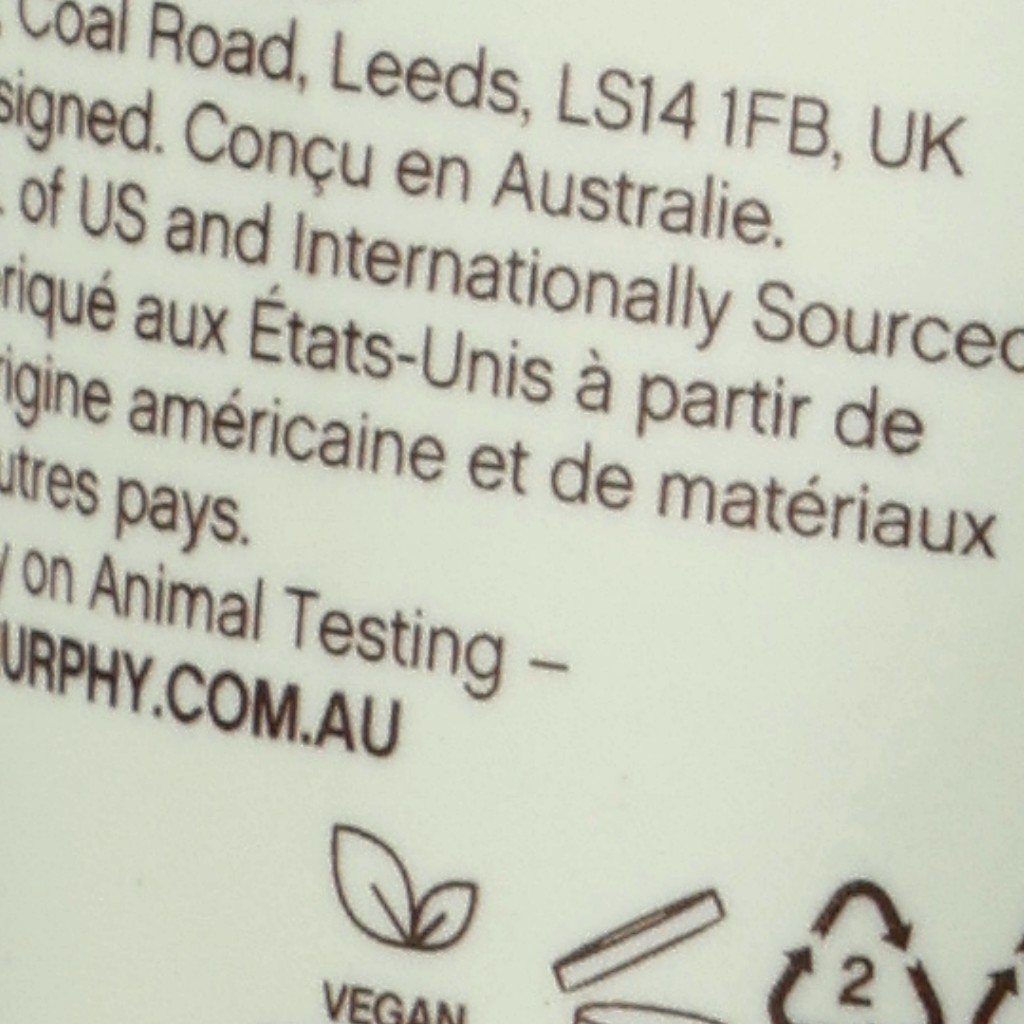 Coal Road, Leeds, LS14 1FB, UK
signed. Conçu en Australie.
of US and Internationally Sourced
riqué aux États-Unis à partir de
rigine américaine et de matériaux
utres pays.
on Animal Testing –
URPHY.COM.AU
VEGAN
2